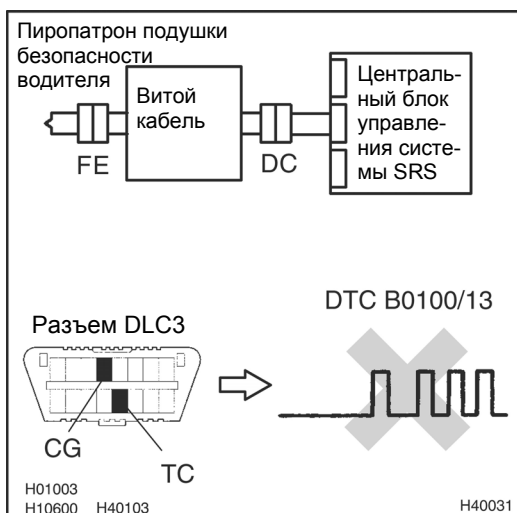 Пиропатрон подушки
безопасности
водителя
Витой
кабель
Централь-
ный блок
управле-
ния систе-
мы SRS
FE
DC
DTC B0100/13
Разъем DLC3
CG
TC
H01003
H10600 H40103
H40031